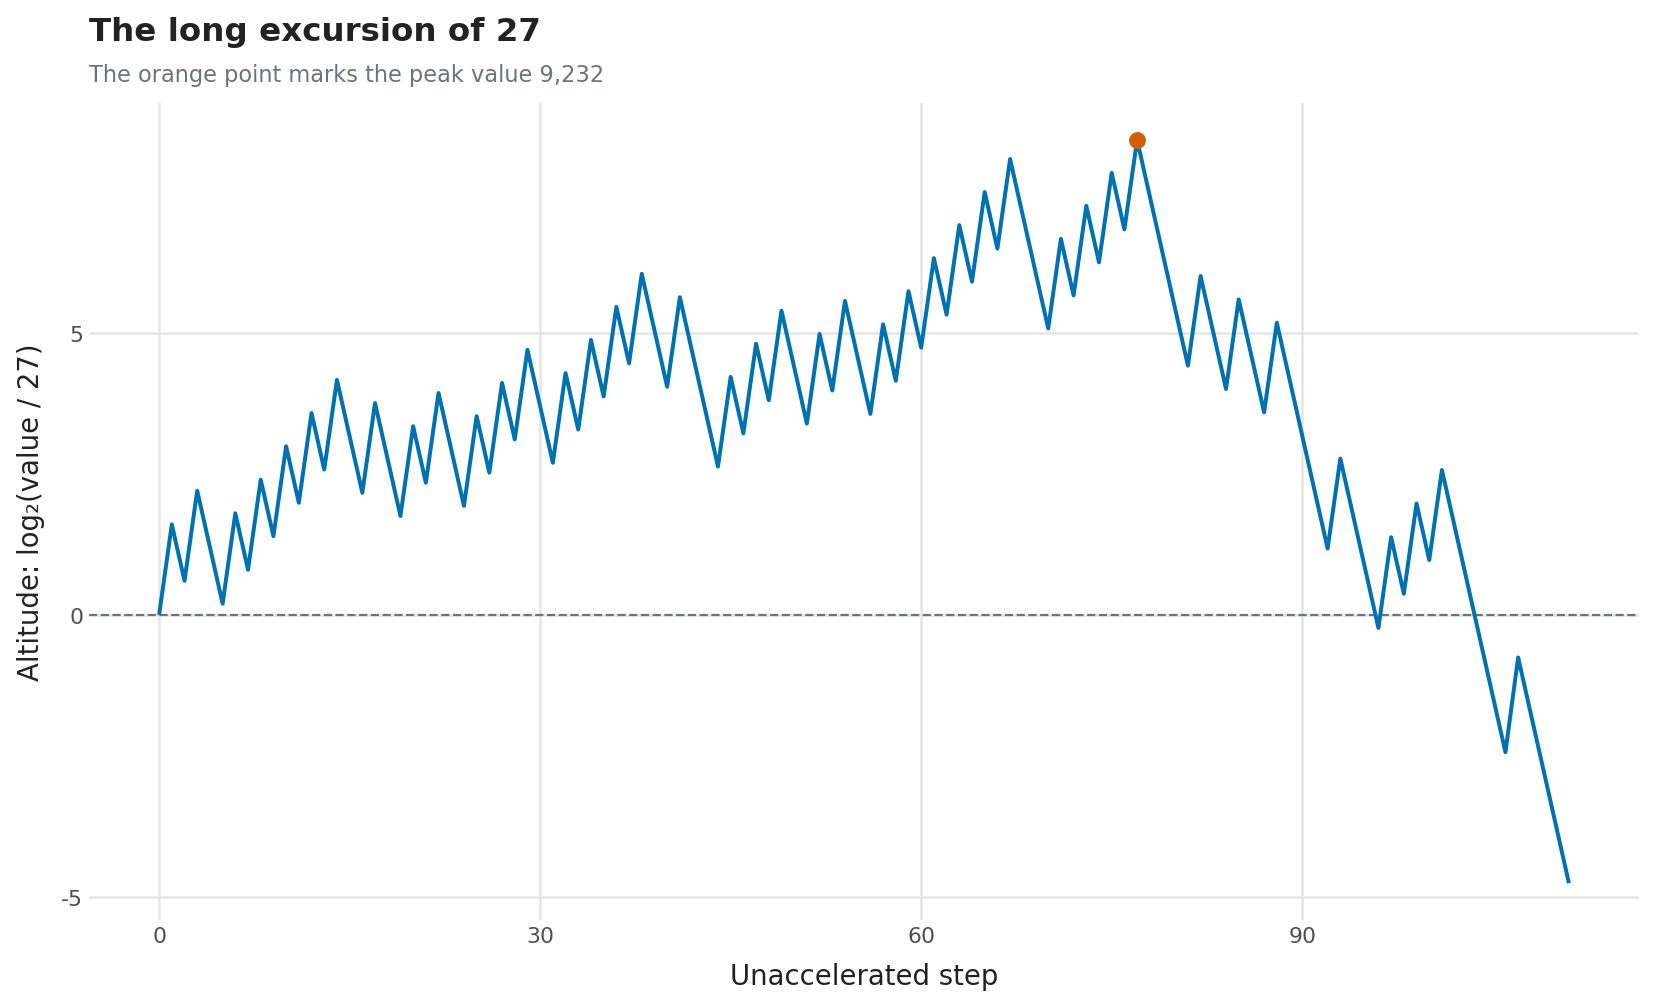 The long excursion of 27
The orange point marks the peak value 9,232
Altitude: log₂(value / 27)
5
0
-5
0 30 60 90
Unaccelerated step